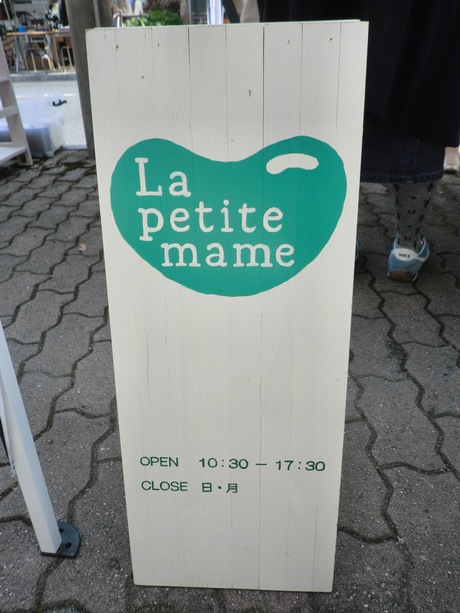 La
petite
mame
OPEN 10:30 − 17:30
CLOSE 日・月